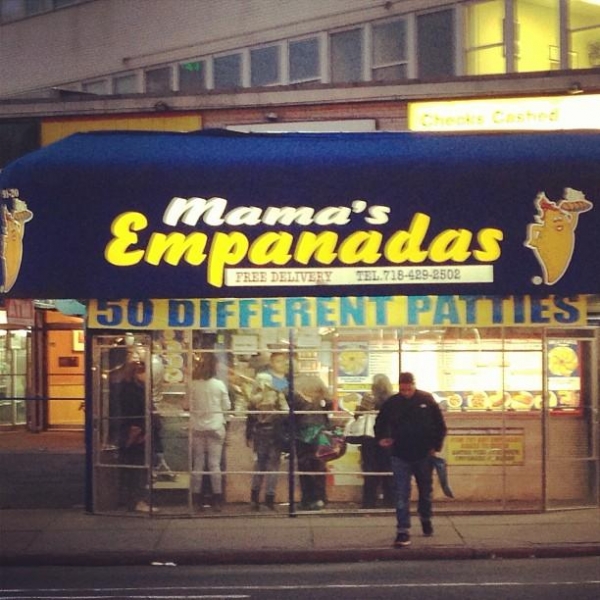 Checks Cashed
Mama's
Empanadas
FREE DELIVERY TEL.718-429-2502
50 DIFFERENT PATTIES